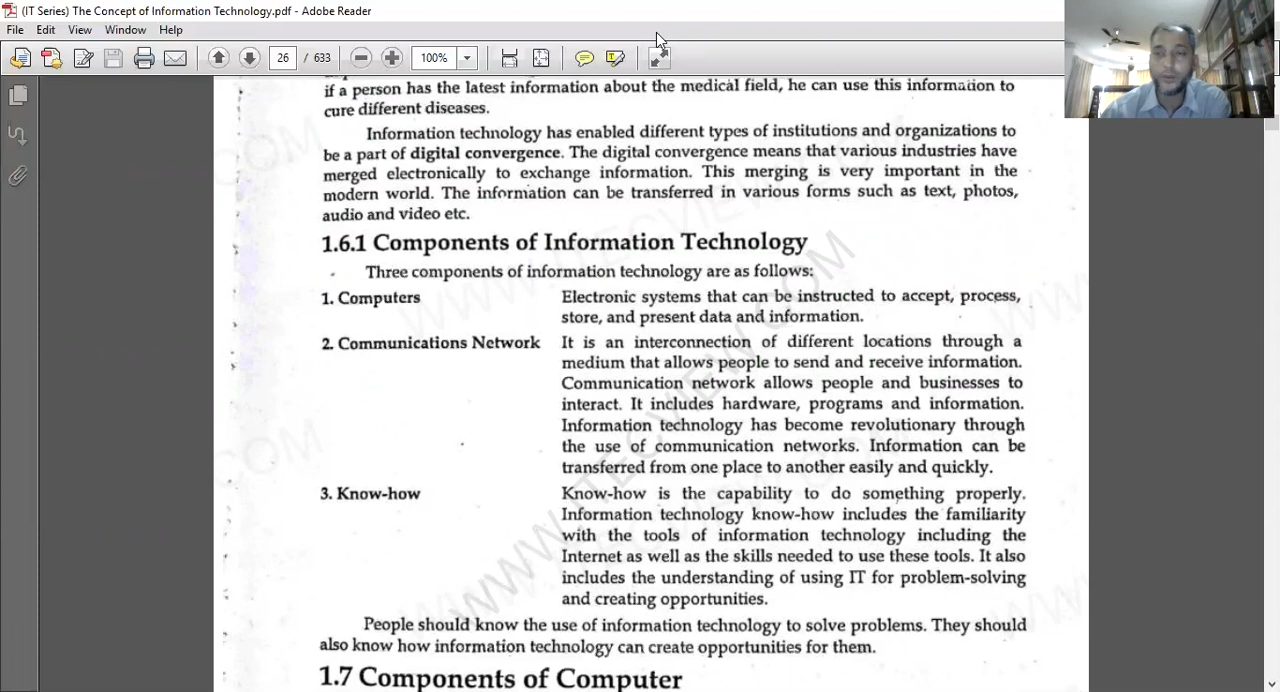 (IT Series) The Concept of Information Technology.pdf - Adobe Reader
File Edit View Window Help
26 / 633 100%
if a person has the latest information about the medical field, he can use this information to
cure different diseases.
Information technology has enabled different types of institutions and organizations to
be a part of digital convergence. The digital convergence means that various industries have
merged electronically to exchange information. This merging is very important in the
modern world. The information can be transferred in various forms such as text, photos,
audio and video etc.
1.6.1 Components of Information Technology
Three components of information technology are as follows:
1. Computers Electronic systems that can be instructed to accept, process,
store, and present data and information.
2. Communications Network It is an interconnection of different locations through a
medium that allows people to send and receive information.
Communication network allows people and businesses to
interact. It includes hardware, programs and information.
Information technology has become revolutionary through
the use of communication networks. Information can be
transferred from one place to another easily and quickly.
3. Know-how Know-how is the capability to do something properly.
Information technology know-how includes the familiarity
with the tools of information technology including the
Internet as well as the skills needed to use these tools. It also
includes the understanding of using IT for problem-solving
and creating opportunities.
People should know the use of information technology to solve problems. They should
also know how information technology can create opportunities for them.
1.7 Components of Computer
WWW.ITECVIEW.COM